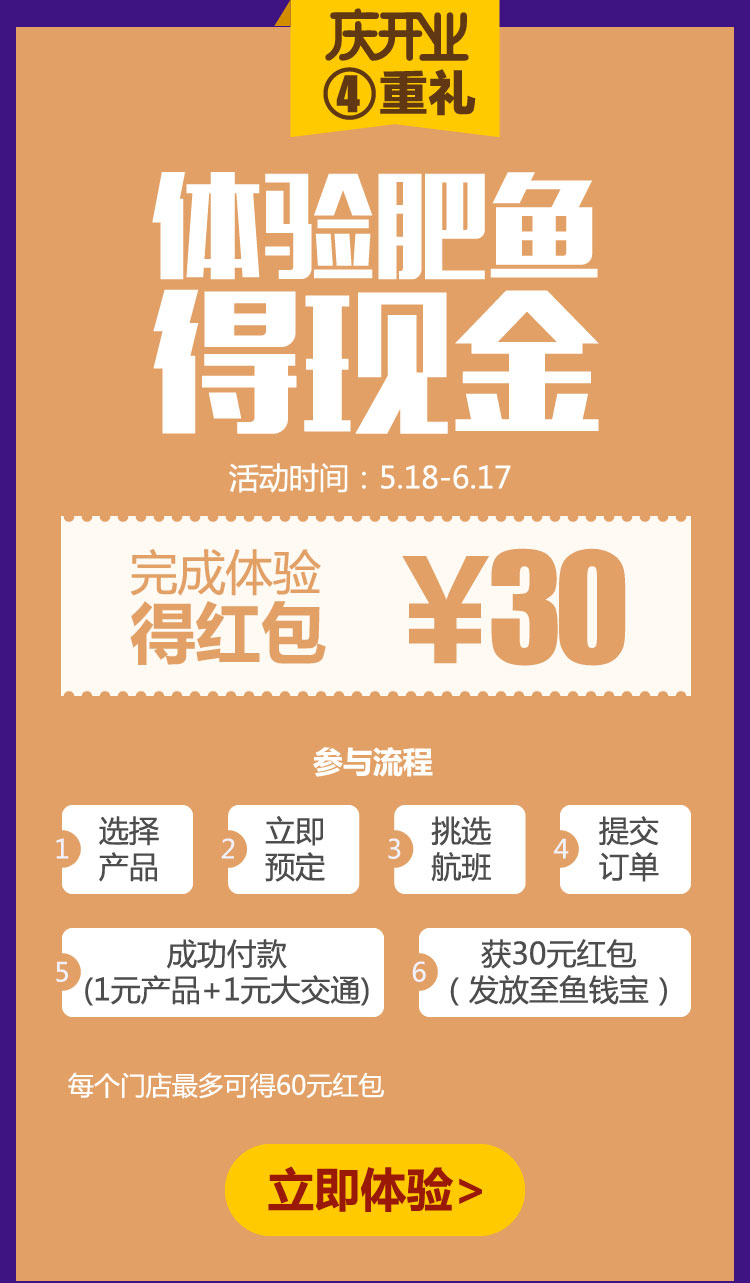 庆开业
④重礼
体验肥鱼
得现金
活动时间：5.18-6.17
完成体验
得红包
¥30
参与流程
1 选择
产品
2 立即
预定
3 挑选
航班
4 提交
订单
5 成功付款
(1元产品+1元大交通)
6 获30元红包
（发放至鱼钱宝）
每个门店最多可得60元红包
立即体验>